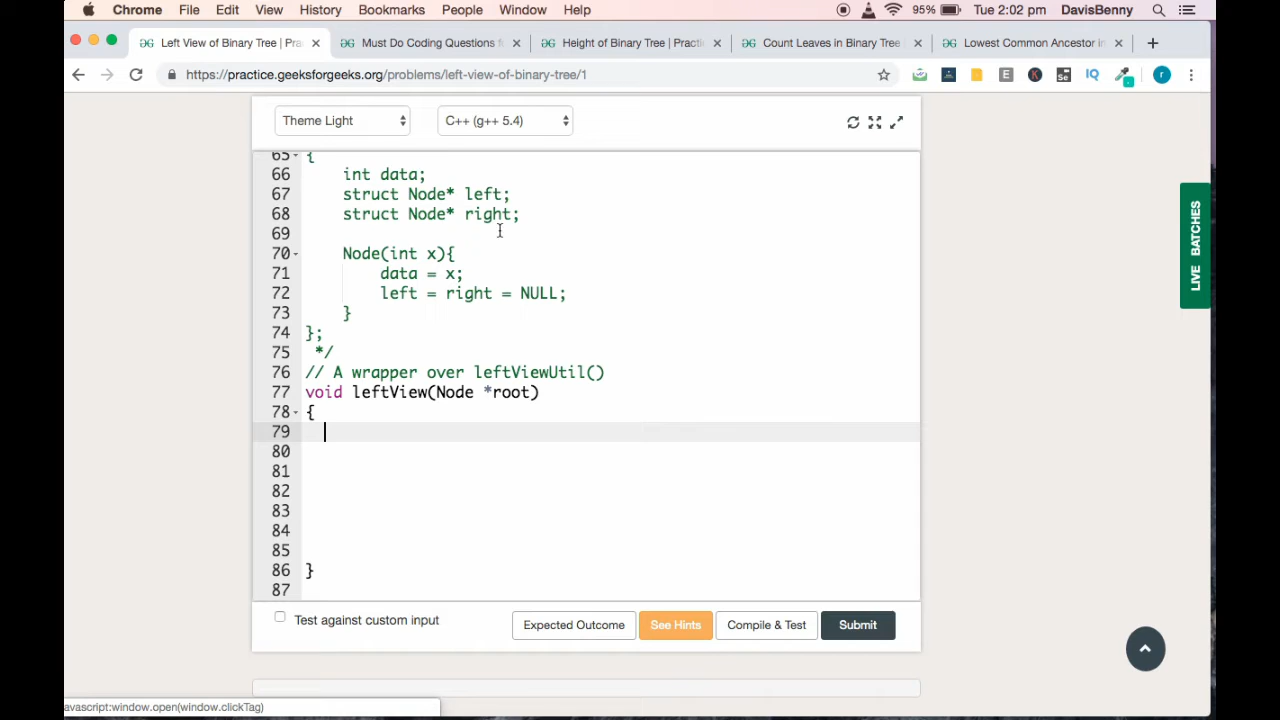 Chrome File Edit View History Bookmarks People Window Help 95% Tue 2:02 pm DavisBenny
Left View of Binary Tree | Pra Must Do Coding Questions f Height of Binary Tree | Practi Count Leaves in Binary Tree Lowest Common Ancestor in
https://practice.geeksforgeeks.org/problems/left-view-of-binary-tree/1
E K Se IQ r
Theme Light C++ (g++ 5.4)
65 {
66 int data;
67 struct Node* left;
68 struct Node* right;
69
70 Node(int x){
71 data = x;
72 left = right = NULL;
73 }
74 };
75 */
76 // A wrapper over leftViewUtil()
77 void leftView(Node *root)
78 {
79
80
81
82
83
84
85
86 }
87
LIVE BATCHES
Test against custom input Expected Outcome See Hints Compile & Test Submit
avascript:window.open(window.clickTag)